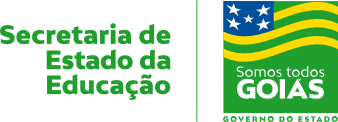 Secretaria de
Estado da
Educação
Somos todos
GOIÁS
GOVERNO DO ESTADO